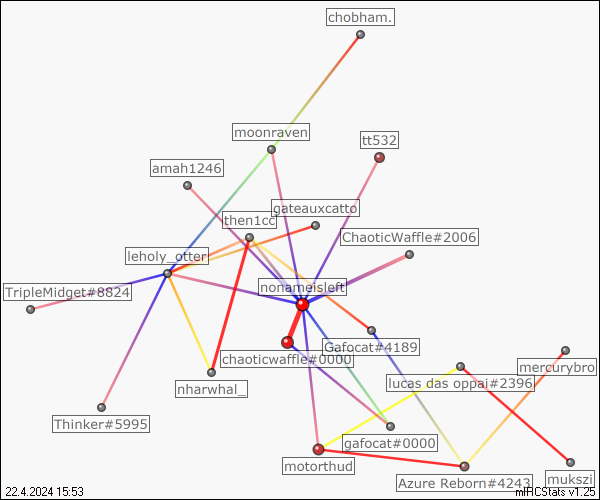 chobham.
moonraven
tt532
amah1246
gateauxcatto
then1cc
ChaoticWaffle#2006
leholy_otter
nonameisleft
TripleMidget#8824
Gafocat#4189
chaoticwaffle#0000
mercurybro
lucas das oppai#2396
nharwhal_
Thinker#5995
gafocat#0000
motorthud
Azure Reborn#4243
mukszi
22.4.2024 15:53
mIRCStats v1.25